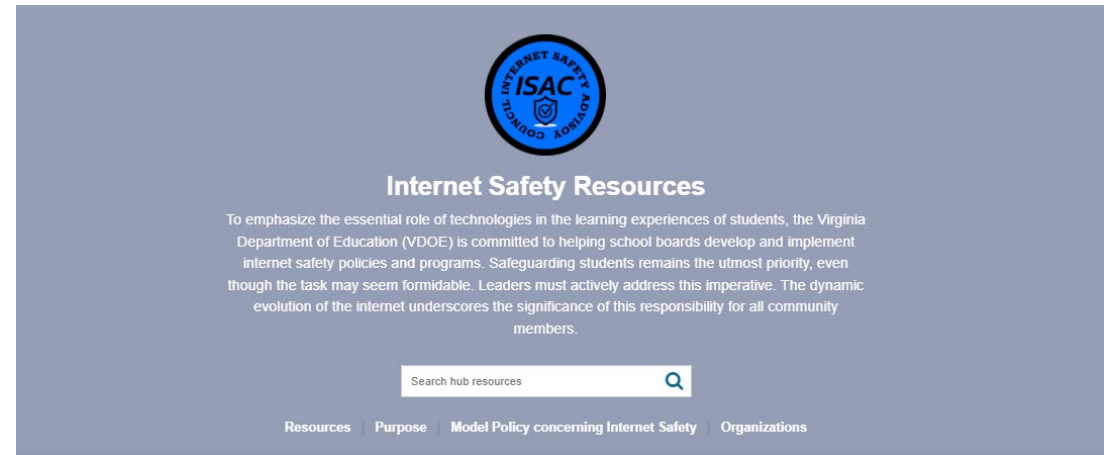 INTERNET SAFETY ADVISOY COUNCIL
ISAC
Internet Safety Resources
To emphasize the essential role of technologies in the learning experiences of students, the Virginia
Department of Education (VDOE) is committed to helping school boards develop and implement
internet safety policies and programs. Safeguarding students remains the utmost priority, even
though the task may seem formidable. Leaders must actively address this imperative. The dynamic
evolution of the internet underscores the significance of this responsibility for all community
members.
Search hub resources
Resources | Purpose | Model Policy concerning Internet Safety | Organizations